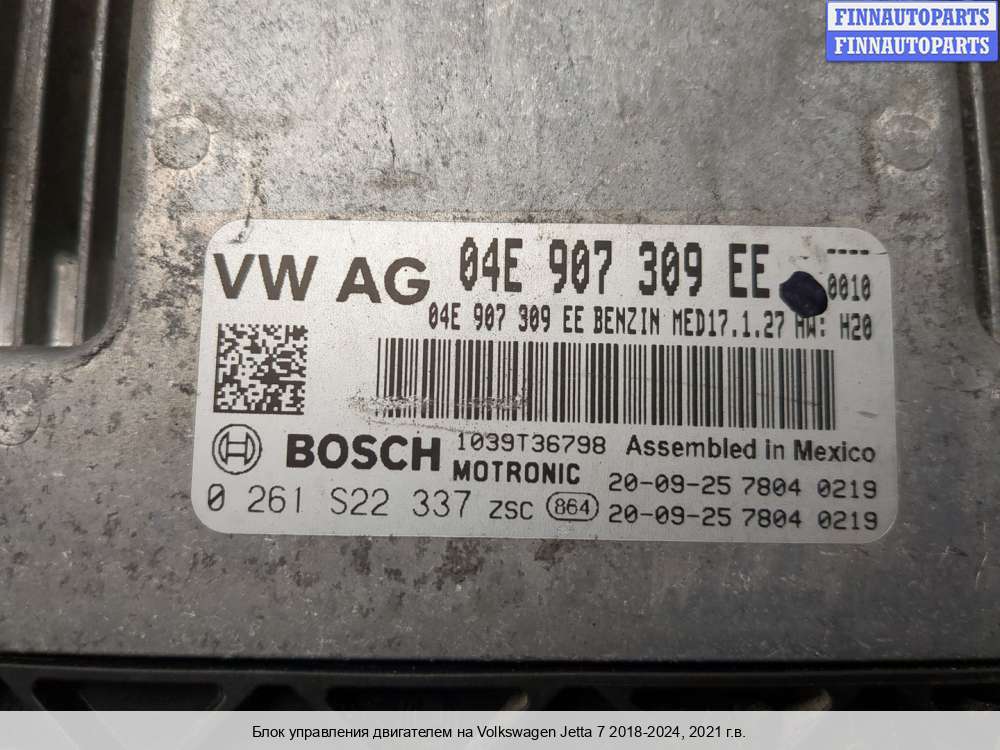 FINNAUTOPARTS
FINNAUTOPARTS
VW AG 04E 907 309 EE ----
0010
04E 907 309 EE BENZIN MED17.1.27 HW: H20
BOSCH 1039T36798 Assembled in Mexico
MOTRONIC 20-09-25 7804 0219
0 261 S22 337 ZSC 864 20-09-25 7804 0219
Блок управления двигателем на Volkswagen Jetta 7 2018-2024, 2021 г.в.